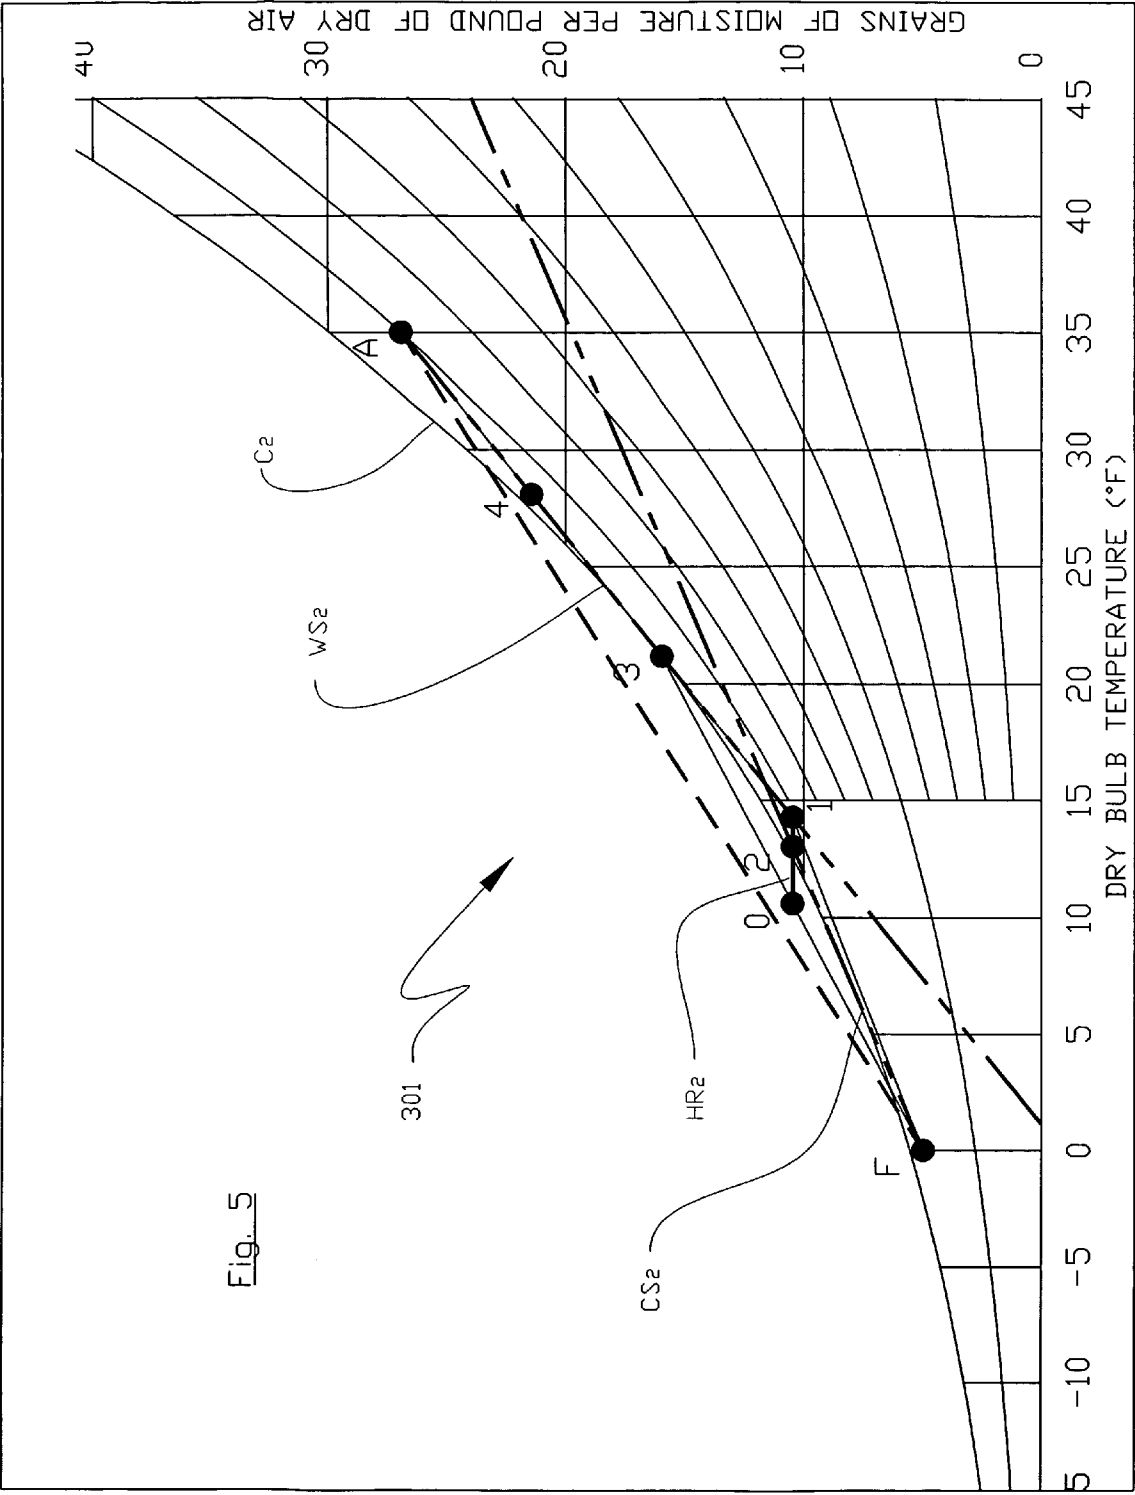 Fig. 5
301
C2
WS2
HR2
CS2
A
4
3
2
1
0
F
40
30
20
10
0
GRAINS OF MOISTURE PER POUND OF DRY AIR
5 -10 -5 0 5 10 15 20 25 30 35 40 45
DRY BULB TEMPERATURE (°F)